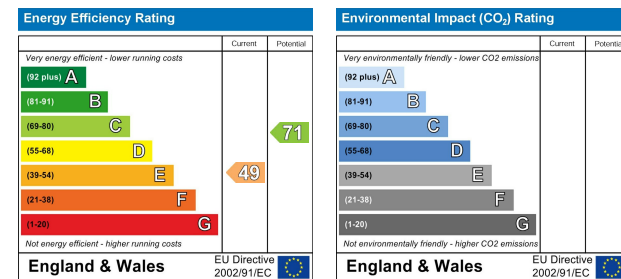 Energy Efficiency Rating
Current Potential
Very energy efficient - lower running costs
(92 plus) A
(81-91) B
(69-80) C
71
(55-68) D
(39-54) E
49
(21-38) F
(1-20) G
Not energy efficient - higher running costs
England & Wales
EU Directive
2002/91/EC
Environmental Impact (CO2) Rating
Current Potential
Very environmentally friendly - lower CO2 emissions
(92 plus) A
(81-91) B
(69-80) C
(55-68) D
(39-54) E
(21-38) F
(1-20) G
Not environmentally friendly - higher CO2 emissions
England & Wales
EU Directive
2002/91/EC